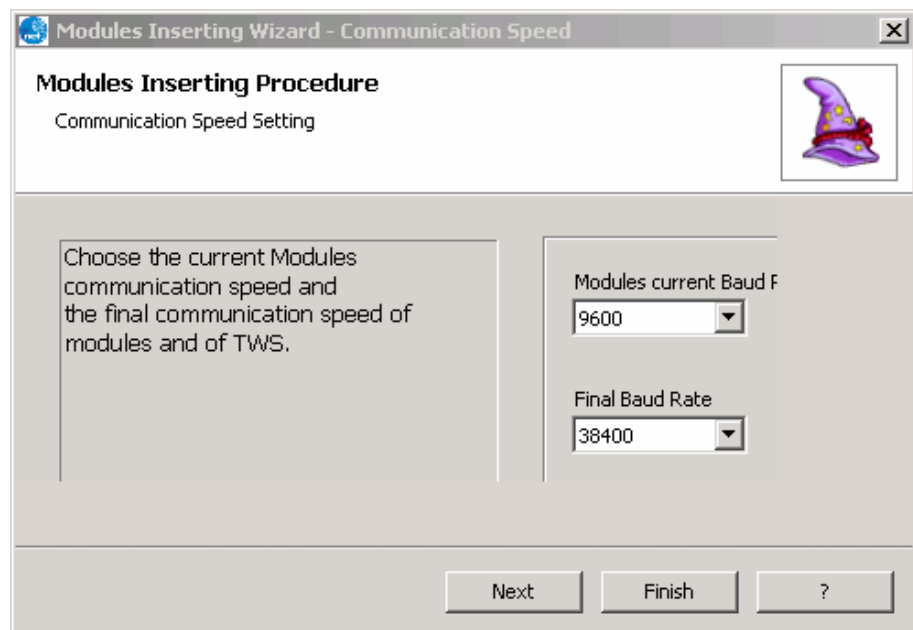 Modules Inserting Wizard - Communication Speed
Modules Inserting Procedure
Communication Speed Setting
Choose the current Modules
communication speed and
the final communication speed of
modules and of TWS.
Modules current Baud
9600
Final Baud Rate
38400
Next
Finish
?